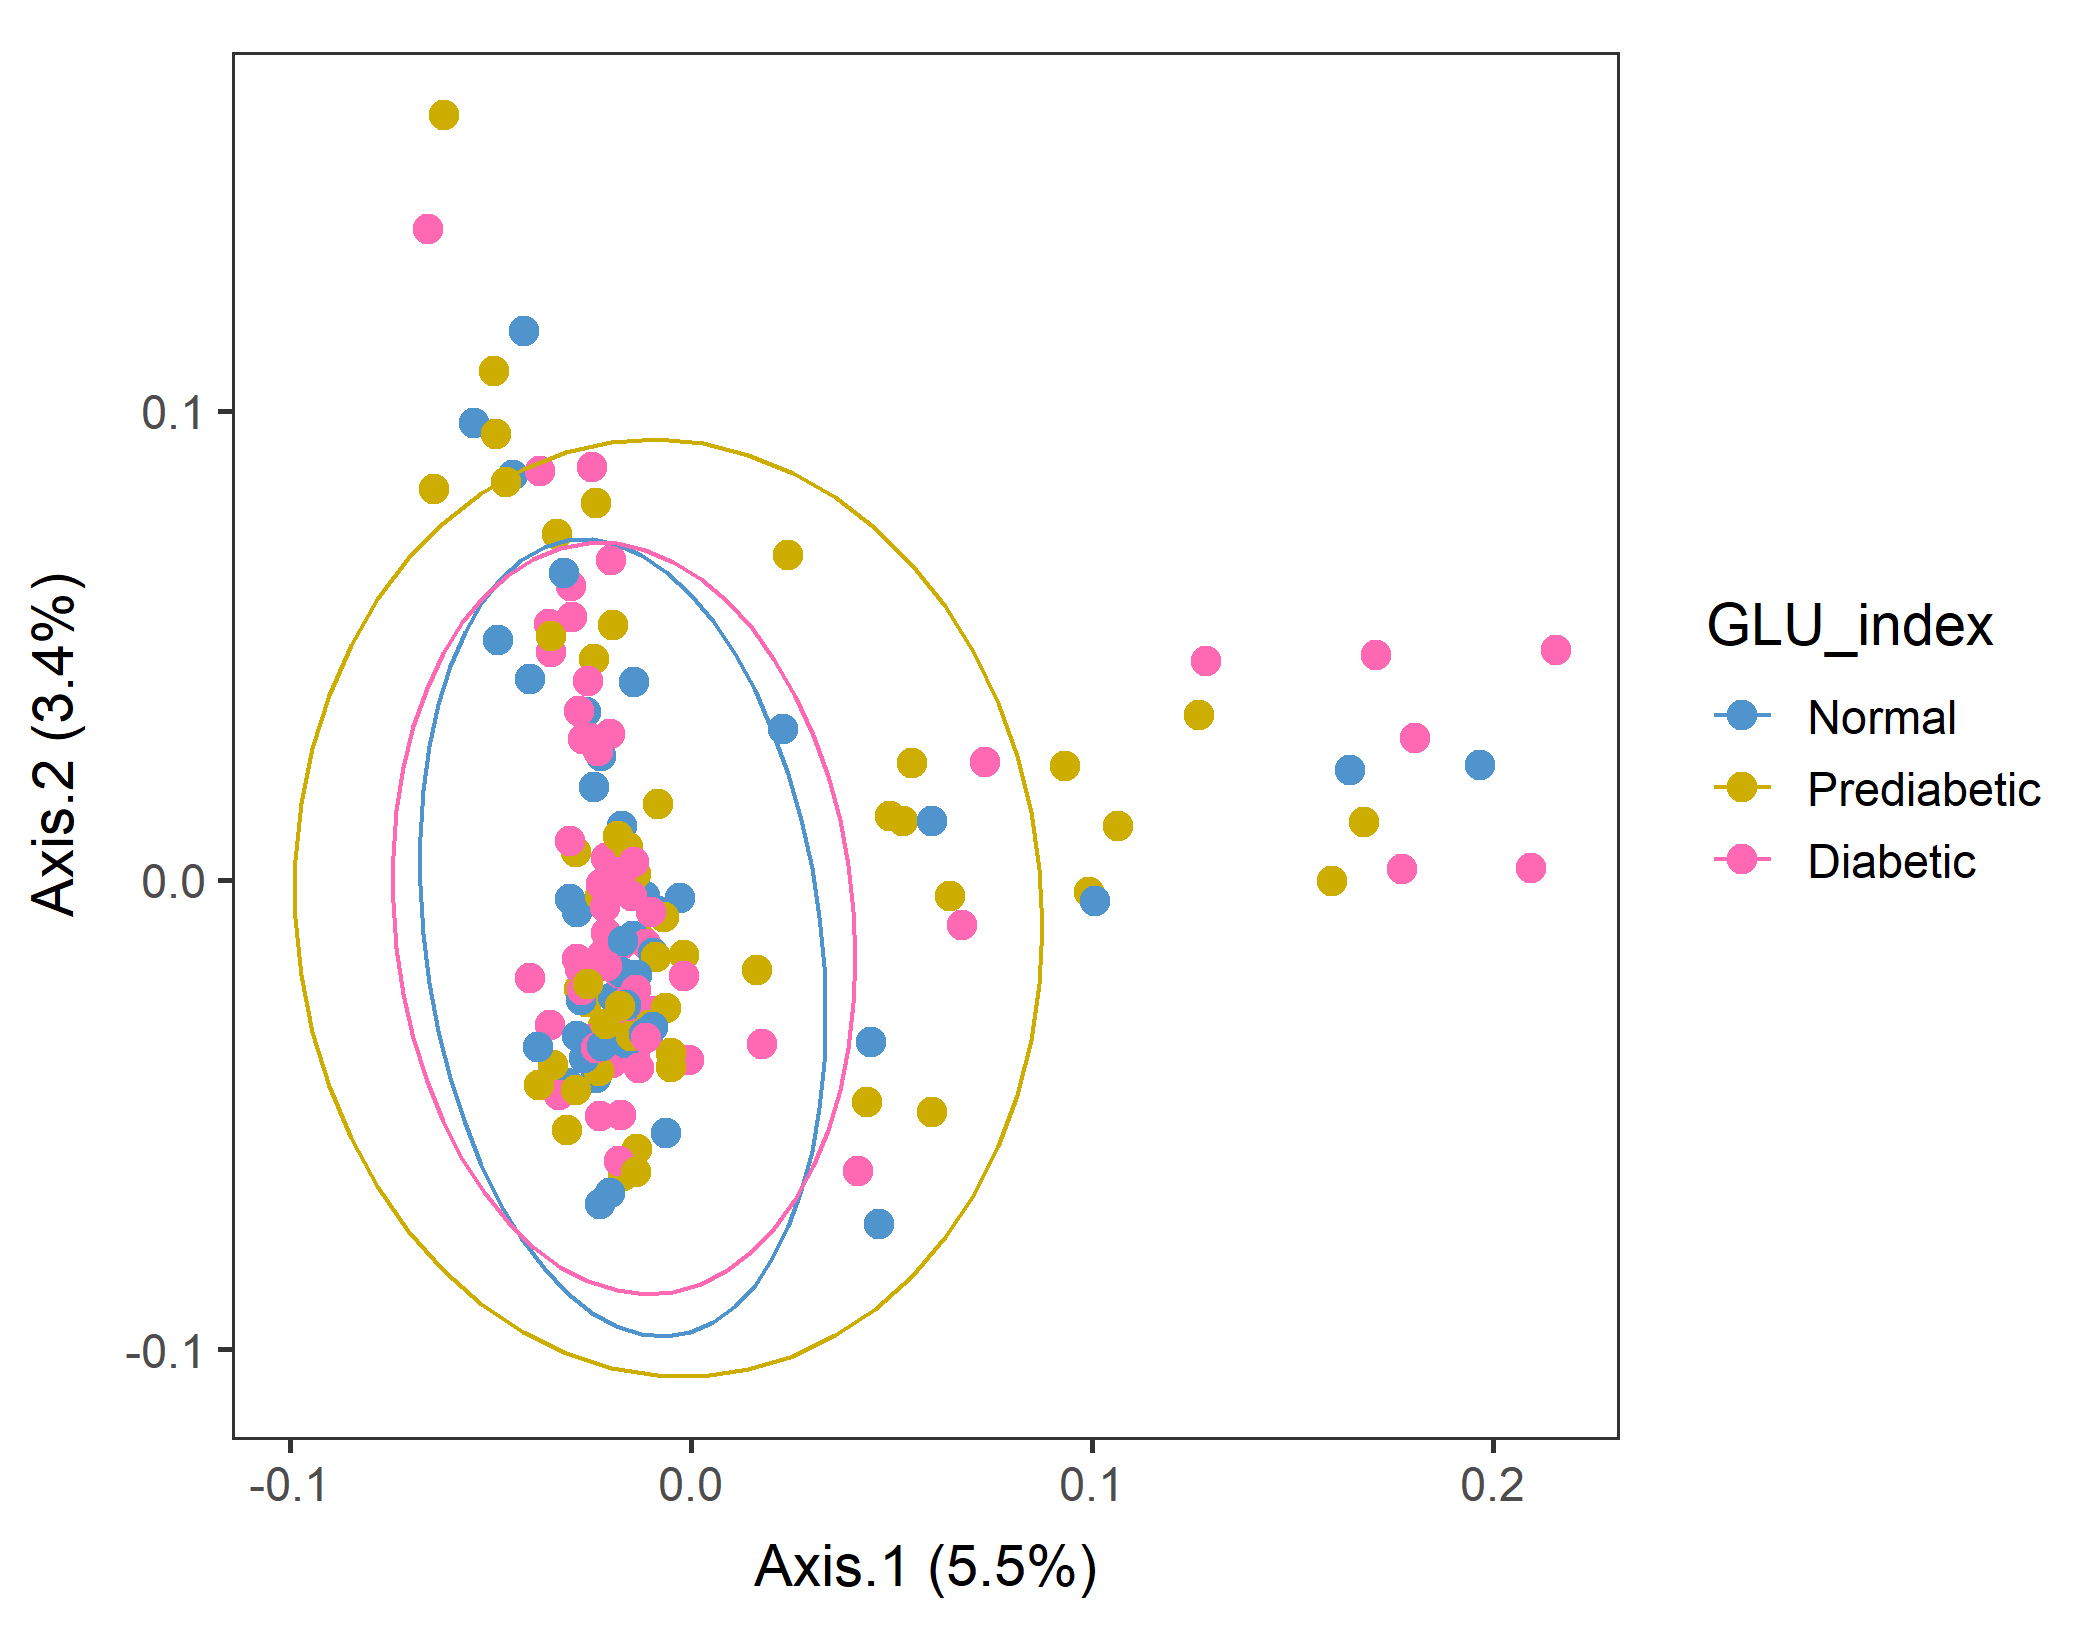 0.1
0.0
-0.1
Axis.2 (3.4%)
-0.1
0.0
0.1
0.2
Axis.1 (5.5%)
GLU_index
Normal
Prediabetic
Diabetic